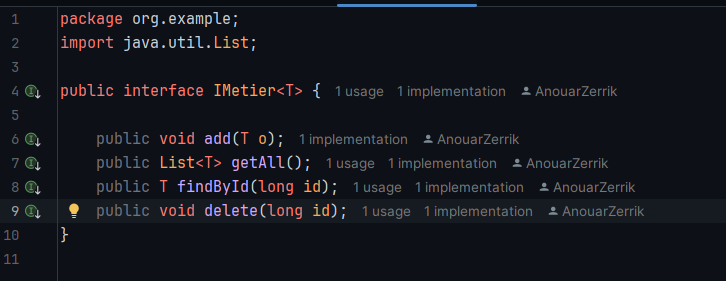 1 package org.example;
2 import java.util.List;
3
4 public interface IMetier<T> { 1 usage 1 implementation AnouarZerrik
5
6 public void add(T o); 1 implementation AnouarZerrik
7 public List<T> getAll(); 1 usage 1 implementation AnouarZerrik
8 public T findById(long id); 1 usage 1 implementation AnouarZerrik
9 public void delete(long id); 1 usage 1 implementation AnouarZerrik
10 }
11